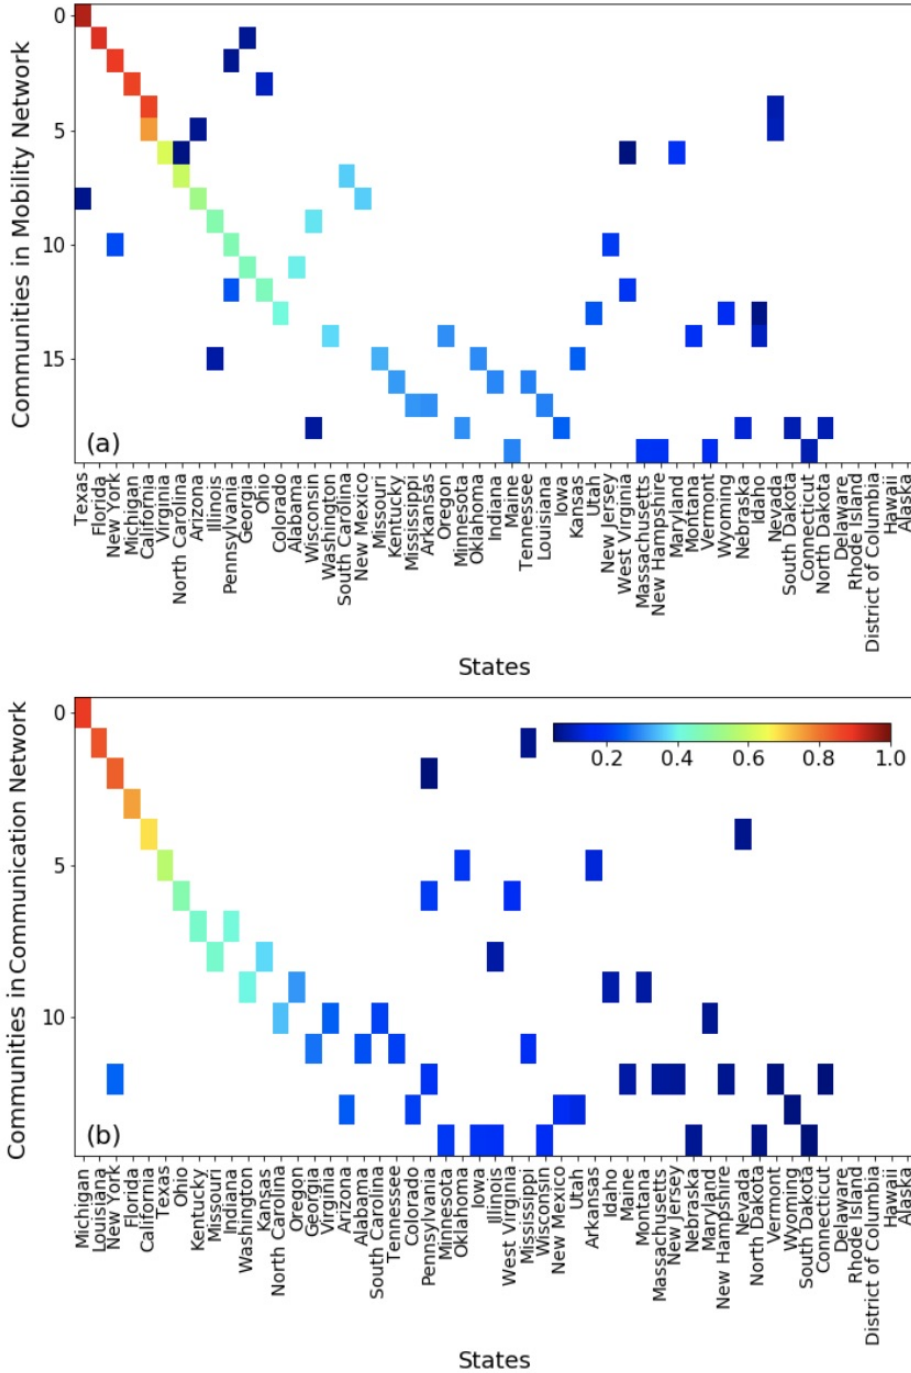 Communities in Mobility Network
0
5
10
15
(a)
Texas
Florida
New York
Michigan
California
Virginia
North Carolina
Arizona
Illinois
Pennsylvania
Georgia
Ohio
Colorado
Alabama
Wisconsin
Washington
South Carolina
New Mexico
Missouri
Kentucky
Mississippi
Arkansas
Oregon
Minnesota
Oklahoma
Indiana
Maine
Tennessee
Louisiana
Iowa
Kansas
Utah
New Jersey
West Virginia
Massachusetts
New Hampshire
Maryland
Vermont
Montana
Wyoming
Nebraska
Idaho
Nevada
South Dakota
Connecticut
North Dakota
Delaware
Rhode Island
District of Columbia
Hawaii
Alaska
States
Communities in Communication Network
0
5
10
0.2 0.4 0.6 0.8 1.0
(b)
Michigan
Louisiana
New York
Florida
California
Texas
Ohio
Kentucky
Missouri
Indiana
Washington
Kansas
North Carolina
Oregon
Georgia
Virginia
Arizona
Alabama
South Carolina
Tennessee
Colorado
Pennsylvania
Minnesota
Oklahoma
Iowa
Illinois
West Virginia
Mississippi
Wisconsin
New Mexico
Utah
Arkansas
Idaho
Maine
Montana
Massachusetts
New Jersey
Nebraska
Maryland
New Hampshire
Nevada
North Dakota
Vermont
Wyoming
South Dakota
Connecticut
Delaware
Rhode Island
District of Columbia
Hawaii
Alaska
States